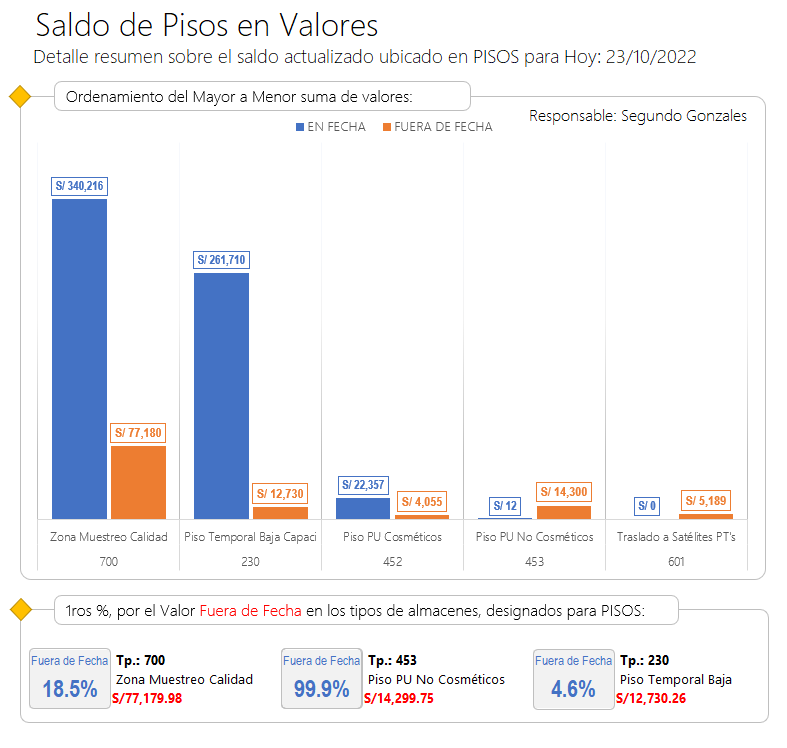 Saldo de Pisos en Valores
Detalle resumen sobre el saldo actualizado ubicado en PISOS para Hoy: 23/10/2022
Ordenamiento del Mayor a Menor suma de valores:
Responsable: Segundo Gonzales
EN FECHA FUERA DE FECHA
S/ 340,216
S/ 77,180
S/ 261,710
S/ 12,730
S/ 22,357
S/ 4,055
S/ 12
S/ 14,300
S/ 0
S/ 5,189
Zona Muestreo Calidad Piso Temporal Baja Capaci Piso PU Cosméticos Piso PU No Cosméticos Traslado a Satélites PT's
700 230 452 453 601
1ros %, por el Valor Fuera de Fecha en los tipos de almacenes, designados para PISOS:
Fuera de Fecha
18.5%
Tp.: 700
Zona Muestreo Calidad
S/77,179.98
Fuera de Fecha
99.9%
Tp.: 453
Piso PU No Cosméticos
S/14,299.75
Fuera de Fecha
4.6%
Tp.: 230
Piso Temporal Baja
S/12,730.26